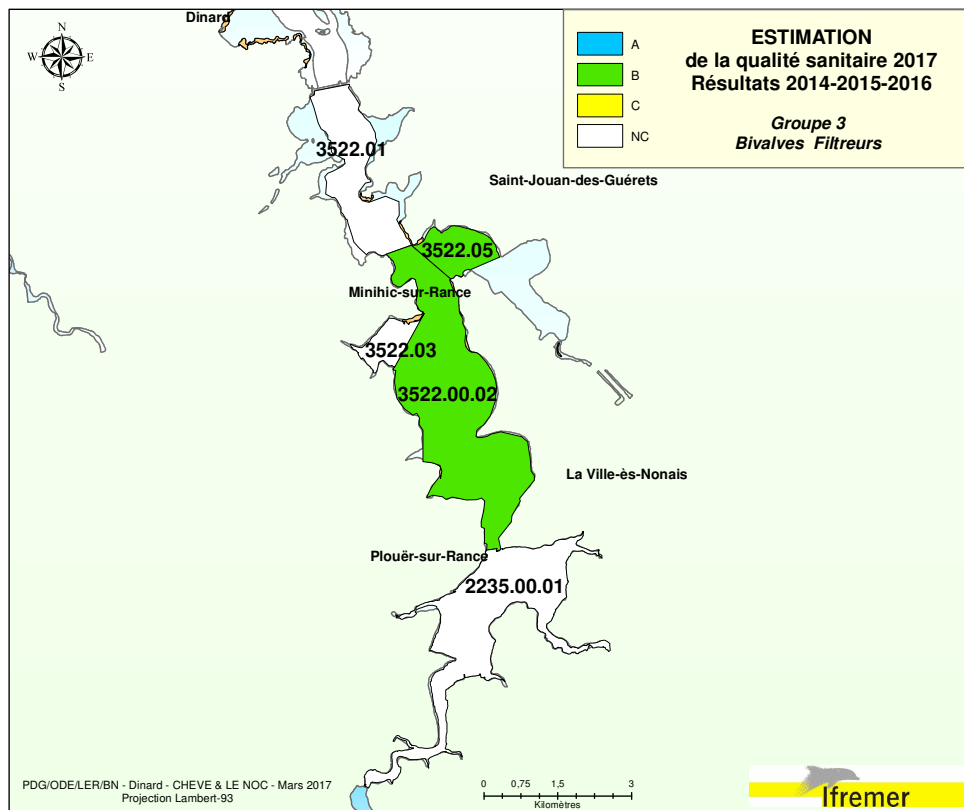 Dinard
N
W E
S
A
B
C
NC
ESTIMATION
de la qualité sanitaire 2017
Résultats 2014-2015-2016
Groupe 3
Bivalves Filtreurs
3522.01
Saint-Jouan-des-Guérets
3522.05
Minihic-sur-Rance
3522.03
3522.00.02
La Ville-ès-Nonais
Plouër-sur-Rance
2235.00.01
PDG/ODE/LER/BN - Dinard - CHEVE & LE NOC - Mars 2017
Projection Lambert-93
0 0,75 1,5 3
Kilomètres
Ifremer